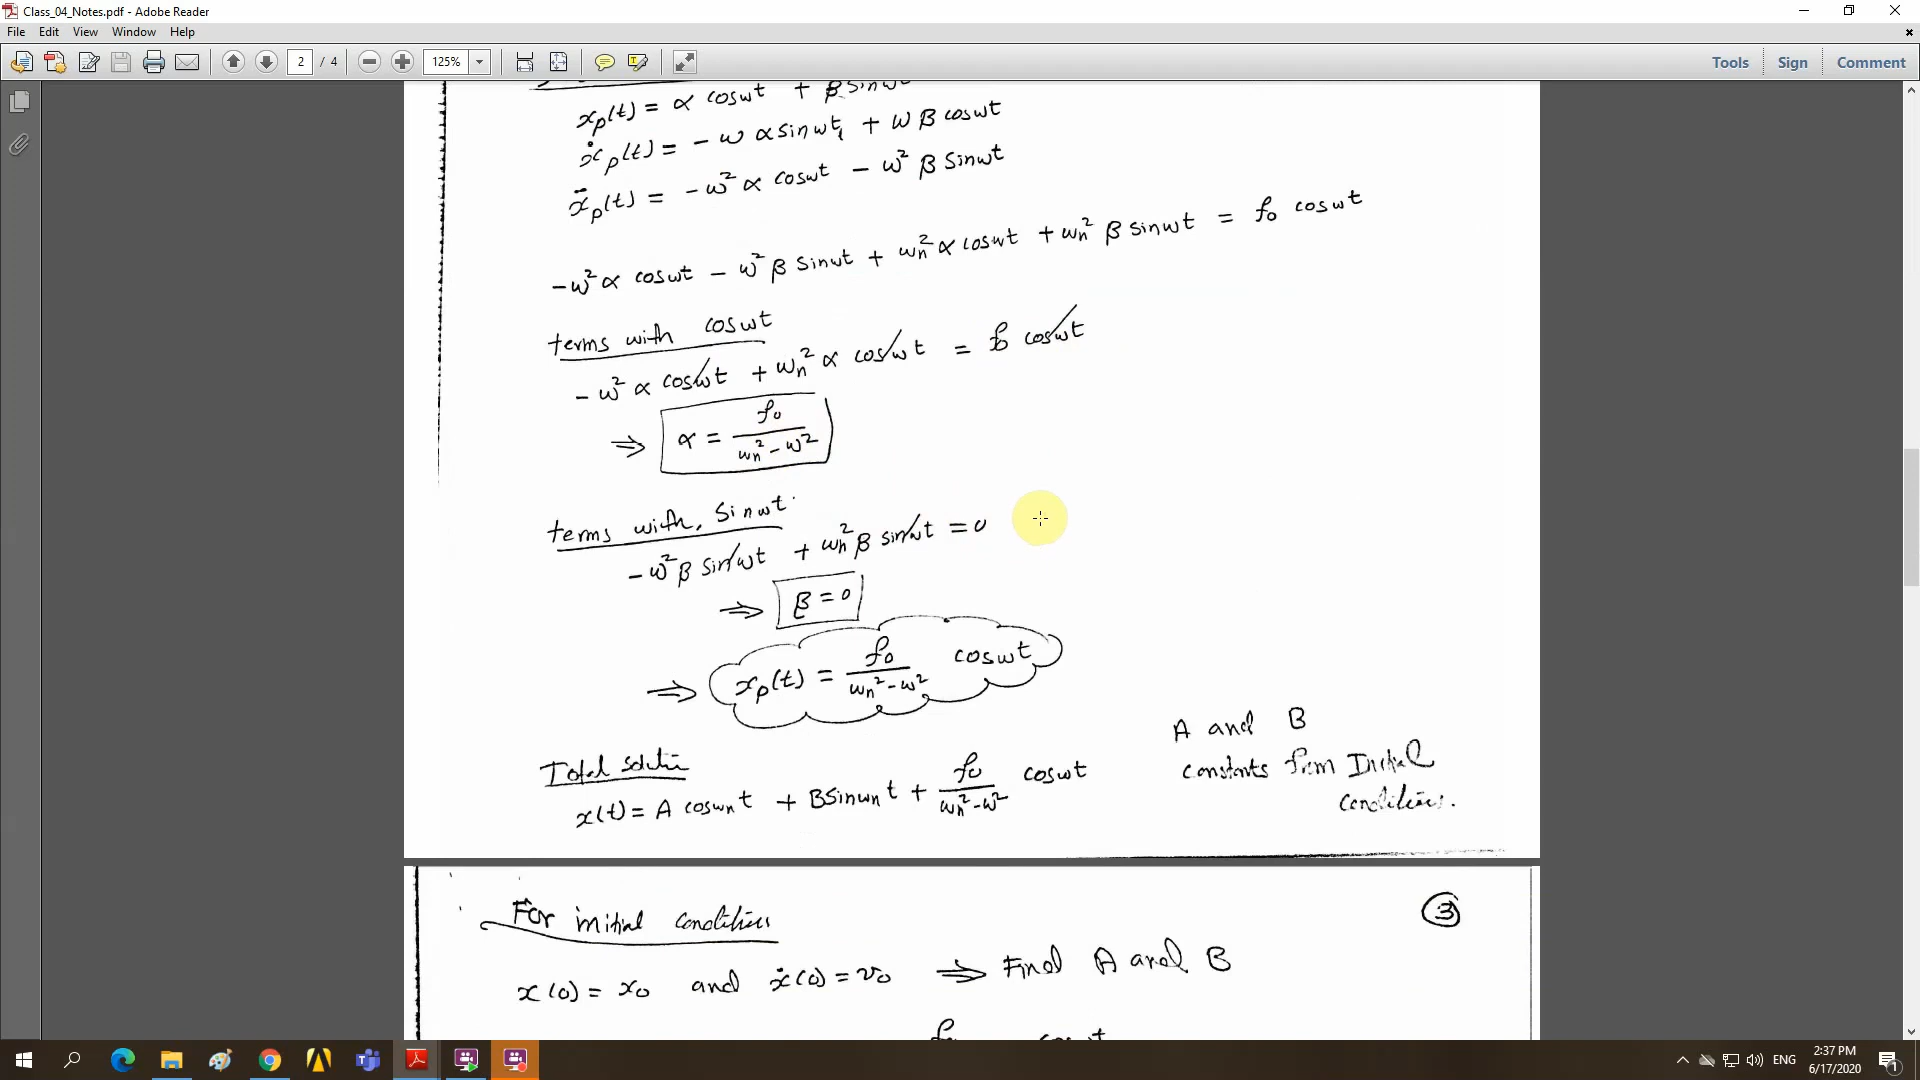 Class_04_Notes.pdf - Adobe Reader
File Edit View Window Help
2 / 4 125% Tools Sign Comment
xₚ(t) = α cosωt + β sinωt
ẋₚ(t) = - ω α sinωt + ω β cosωt
ẍₚ(t) = - ω² α cosωt - ω² β sinωt
-ω² α cosωt - ω² β sinωt + ωₙ² α cosωt + ωₙ² β sinωt = f₀ cosωt
terms with cosωt
- ω² α cosωt + ωₙ² α cosωt = f₀ cosωt
⇒ α = f₀ / (ωₙ² - ω²)
terms with sinωt
- ω² β sinωt + ωₙ² β sinωt = 0
⇒ β = 0
⇒ xₚ(t) = f₀ / (ωₙ² - ω²) cosωt
A and B
constants from Initial
conditions.
Total solution
x(t) = A cosωₙt + B sinωₙt + f₀ / (ωₙ² - ω²) cosωt
For initial conditions
3
x(0) = x₀ and ẋ(0) = v₀ ⇒ Find A and B
f₀ cosωt
ENG
2:37 PM
6/17/2020
1